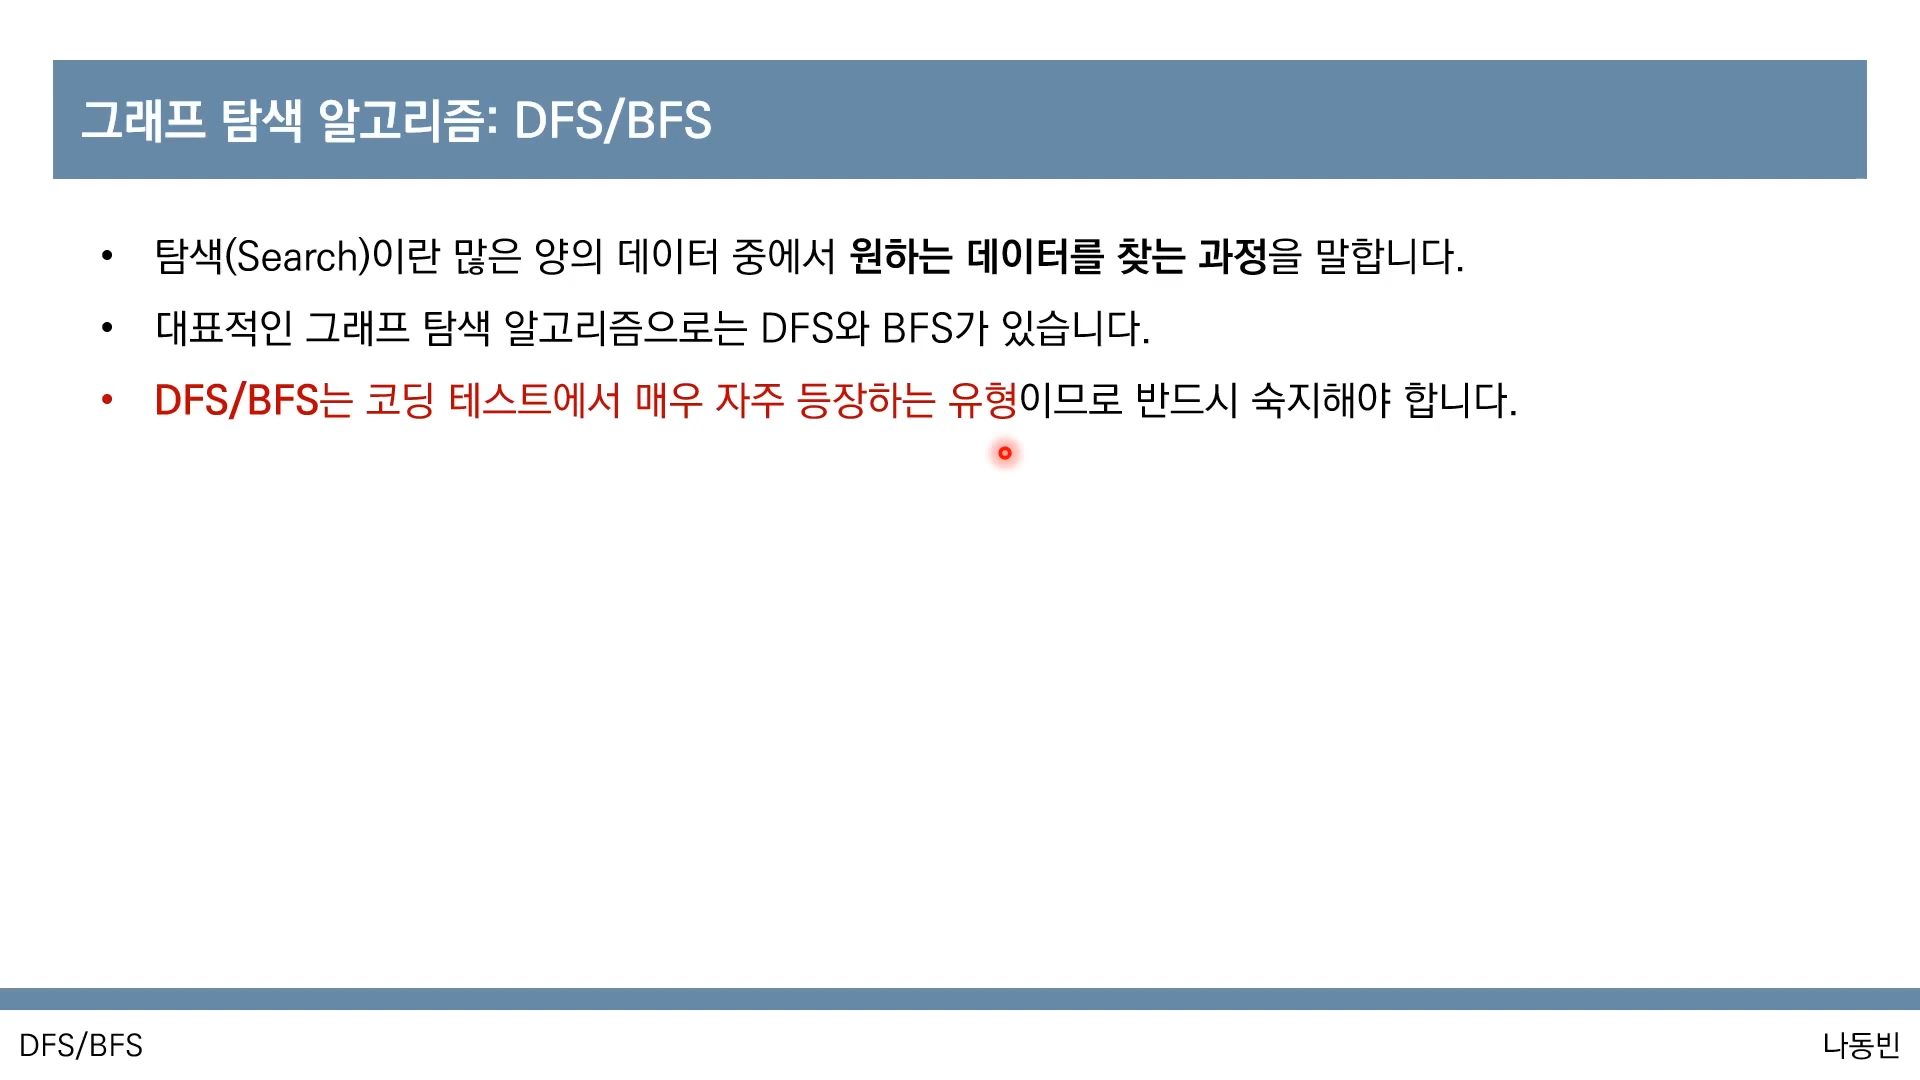 그래프 탐색 알고리즘: DFS/BFS
• 탐색(Search)이란 많은 양의 데이터 중에서 원하는 데이터를 찾는 과정을 말합니다.
• 대표적인 그래프 탐색 알고리즘으로는 DFS와 BFS가 있습니다.
• DFS/BFS는 코딩 테스트에서 매우 자주 등장하는 유형이므로 반드시 숙지해야 합니다.
DFS/BFS
나동빈